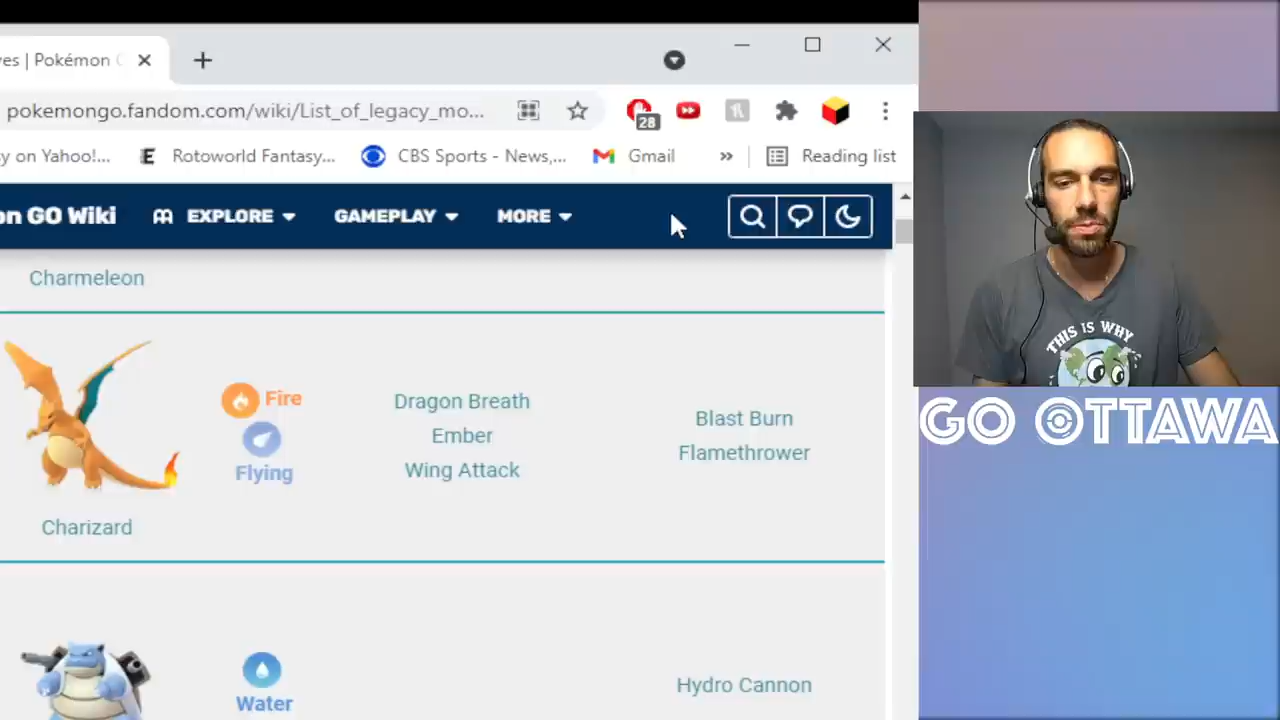 ves | Pokémon G
pokemongo.fandom.com/wiki/List_of_legacy_mo...
28
y on Yahoo!...
Rotoworld Fantasy...
CBS Sports - News,...
Gmail
Reading list
on GO Wiki
EXPLORE
GAMEPLAY
MORE
Charmeleon
Fire
Flying
Dragon Breath
Ember
Wing Attack
Blast Burn
Flamethrower
Charizard
Water
Hydro Cannon
THIS IS WHY
GO OTTAWA